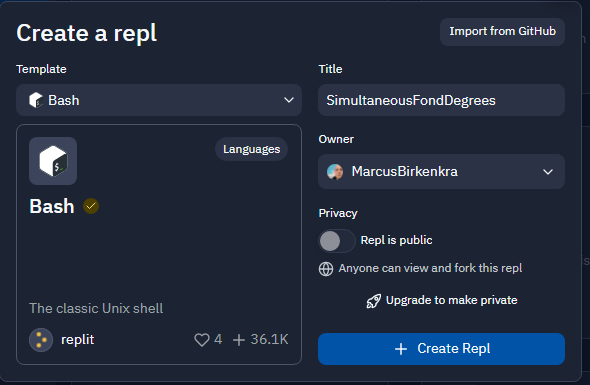 Create a repl
Import from GitHub
Template
Bash
Languages
Bash
The classic Unix shell
replit
4
36.1K
Title
SimultaneousFondDegrees
Owner
MarcusBirkenkra
Privacy
Repl is public
Anyone can view and fork this repl
Upgrade to make private
+ Create Repl